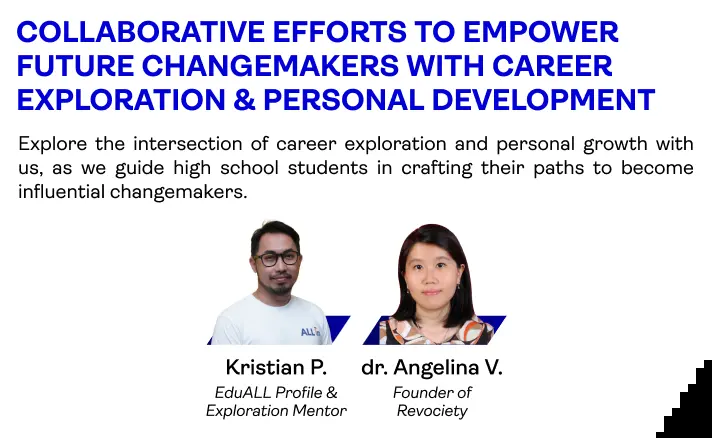 COLLABORATIVE EFFORTS TO EMPOWER
FUTURE CHANGEMAKERS WITH CAREER
EXPLORATION & PERSONAL DEVELOPMENT
Explore the intersection of career exploration and personal growth with
us, as we guide high school students in crafting their paths to become
influential changemakers.
ALL
Kristian P.
EduALL Profile &
Exploration Mentor
dr. Angelina V.
Founder of
Revociety